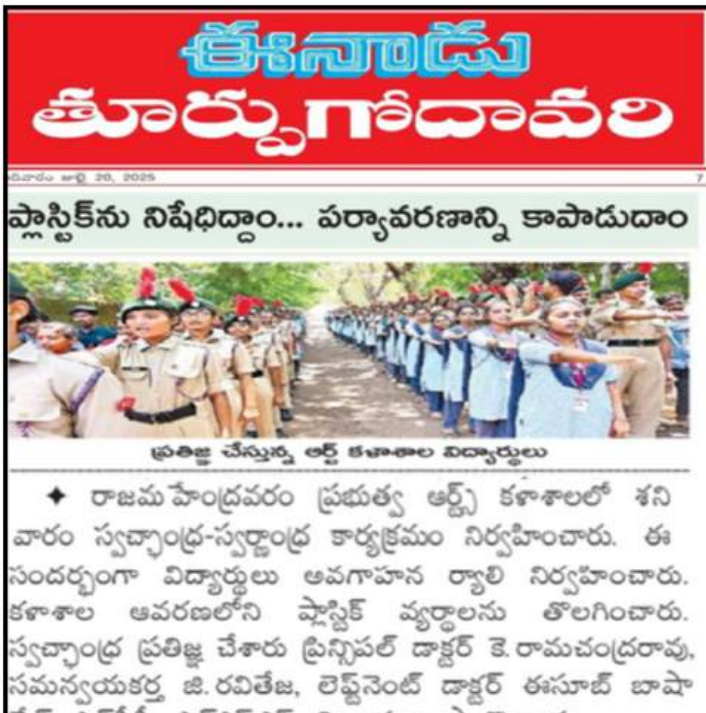 ఈనాడు
తూర్పుగోదావరి
దివారం జులై 20, 2025
7
ప్లాస్టిక్‌ను నిషేధిద్దాం... పర్యావరణాన్ని కాపాడుదాం
ప్రతిజ్ఞ చేస్తున్న ఆర్ట్ కళాశాల విద్యార్థులు
✦ రాజమహేంద్రవరం ప్రభుత్వ ఆర్ట్స్ కళాశాలలో శని
వారం స్వచ్ఛాంధ్ర-స్వర్ణాంధ్ర కార్యక్రమం నిర్వహించారు. ఈ
సందర్భంగా విద్యార్థులు అవగాహన ర్యాలీ నిర్వహించారు.
కళాశాల ఆవరణలోని ప్లాస్టిక్ వ్యర్థాలను తొలగించారు.
స్వచ్ఛాంధ్ర ప్రతిజ్ఞ చేశారు ప్రిన్సిపల్ డాక్టర్ కె.రామచంద్రరావు,
సమన్వయకర్త జి.రవితేజ, లెఫ్ట్‌నెంట్ డాక్టర్ ఈసూబ్ బాషా